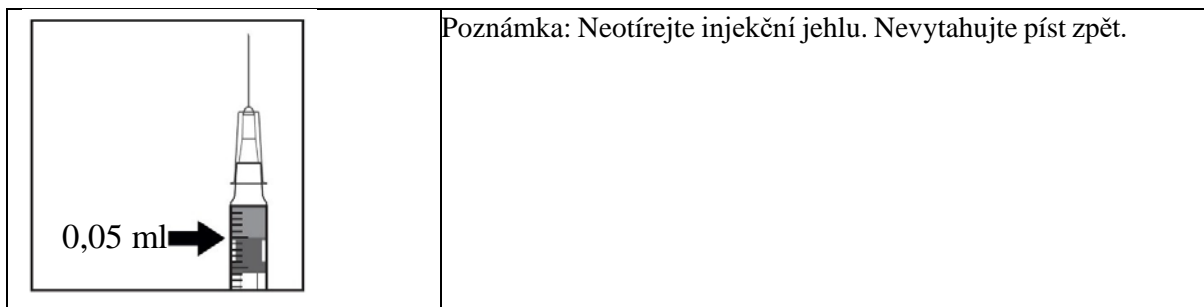 Poznámka: Neotírejte injekční jehlu. Nevytahujte píst zpět.
0,05 ml